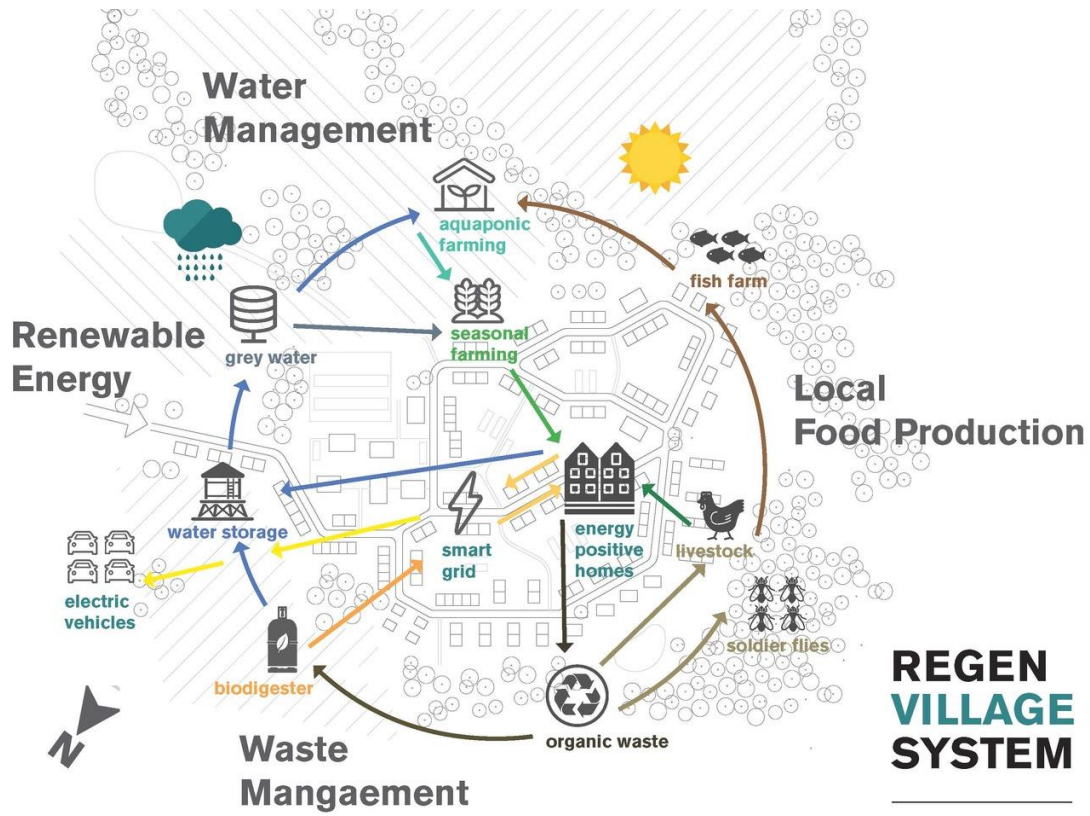 Water
Management
aquaponic
farming
fish farm
seasonal
farming
Renewable
Energy
grey water
Local
Food Production
water storage
smart
grid
energy
positive
homes
livestock
electric
vehicles
soldier flies
biodigester
organic waste
N
Waste
Mangaement
REGEN
VILLAGE
SYSTEM